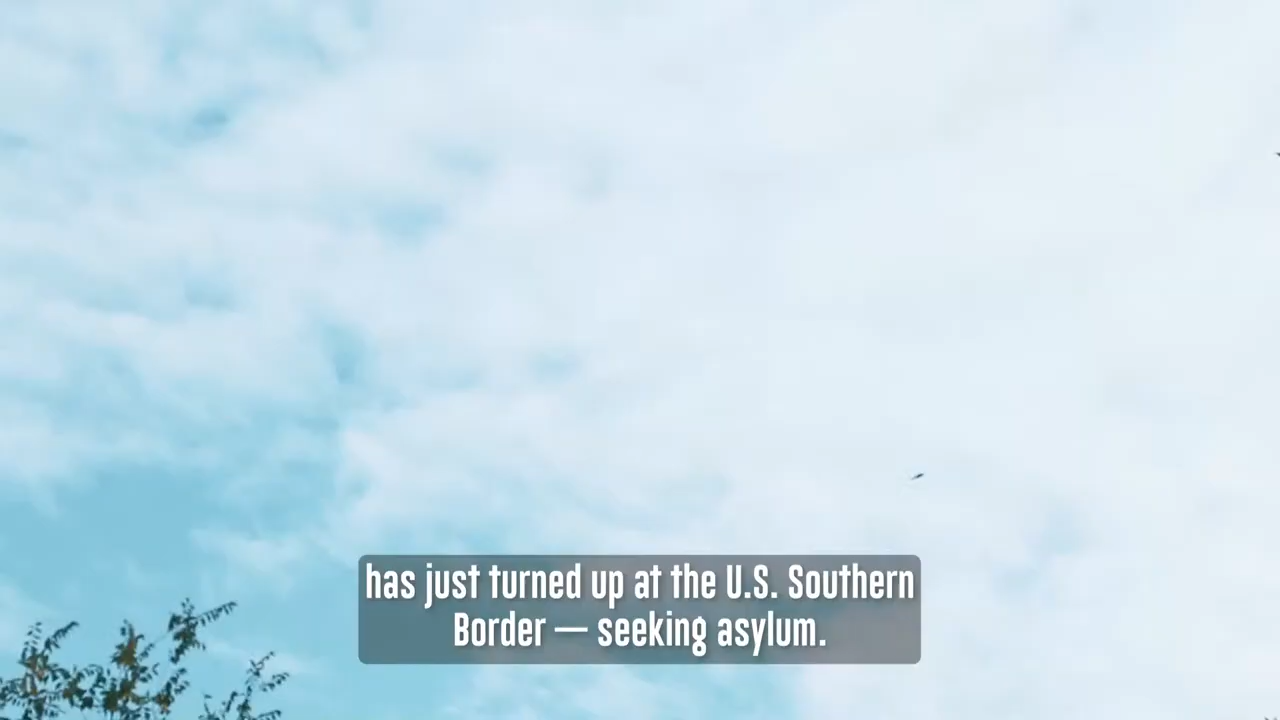 has just turned up at the U.S. Southern
Border — seeking asylum.